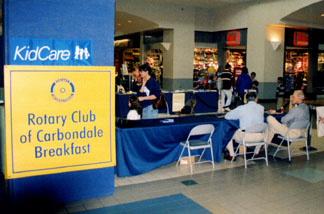 KidCare
Rotary Club
of Carbondale
Breakfast